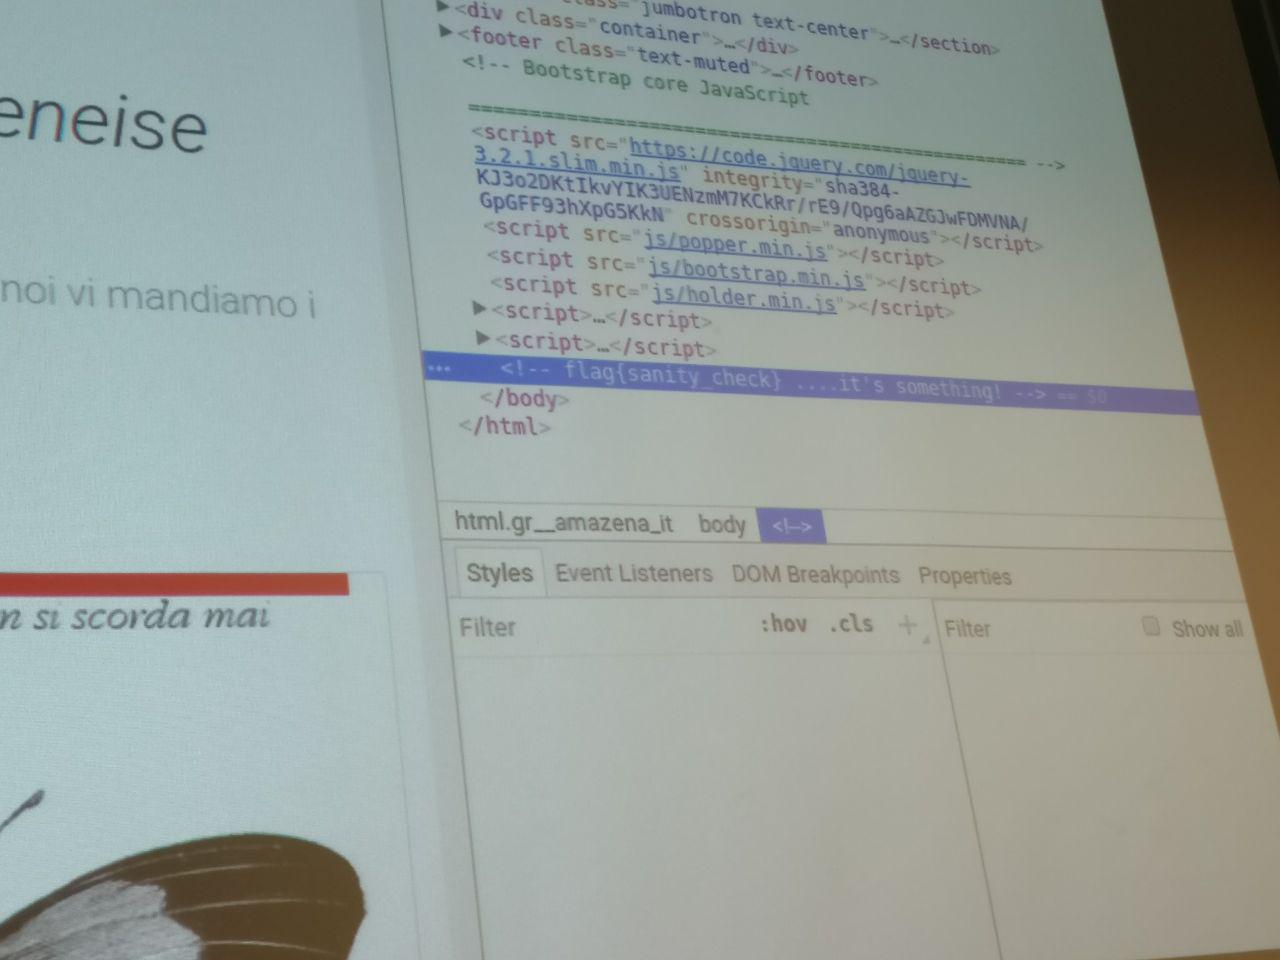 eneise
noi vi mandiamo i
n si scorda mai
class="jumbotron text-center">…</section>
▶<div class="container">…</div>
▶<footer class="text-muted">…</footer>
<!-- Bootstrap core JavaScript
================================================== -->
<script src="https://code.jquery.com/jquery-
3.2.1.slim.min.js" integrity="sha384-
KJ3o2DKtIkvYIK3UENzmM7KCkRr/rE9/Qpg6aAZGJwFDMVNA/
GpGFF93hXpG5KkN" crossorigin="anonymous"></script>
<script src="js/popper.min.js"></script>
<script src="js/bootstrap.min.js"></script>
<script src="js/holder.min.js"></script>
▶<script>…</script>
▶<script>…</script>
… <!-- flag{sanity_check} ....it's something! --> == $0
</body>
</html>
html.gr__amazena_it body <!-->
Styles Event Listeners DOM Breakpoints Properties
Filter :hov .cls + Filter Show all